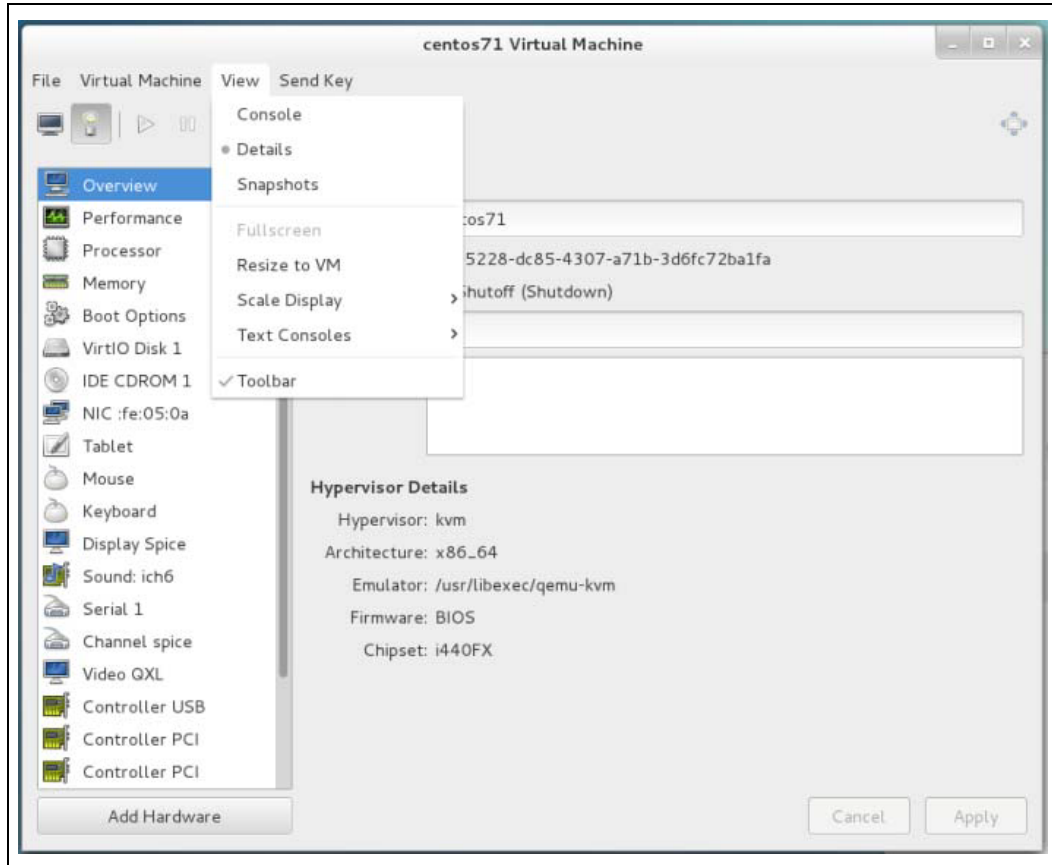 centos71 Virtual Machine
File Virtual Machine View Send Key
Console
Details
Snapshots
Fullscreen
Resize to VM
Scale Display
Text Consoles
Toolbar
Overview
Performance
Processor
Memory
Boot Options
VirtIO Disk 1
IDE CDROM 1
NIC :fe:05:0a
Tablet
Mouse
Keyboard
Display Spice
Sound: ich6
Serial 1
Channel spice
Video QXL
Controller USB
Controller PCI
Controller PCI
Add Hardware
tos71
5228-dc85-4307-a71b-3d6fc72ba1fa
Shutoff (Shutdown)
Hypervisor Details
Hypervisor: kvm
Architecture: x86_64
Emulator: /usr/libexec/qemu-kvm
Firmware: BIOS
Chipset: i440FX
Cancel Apply